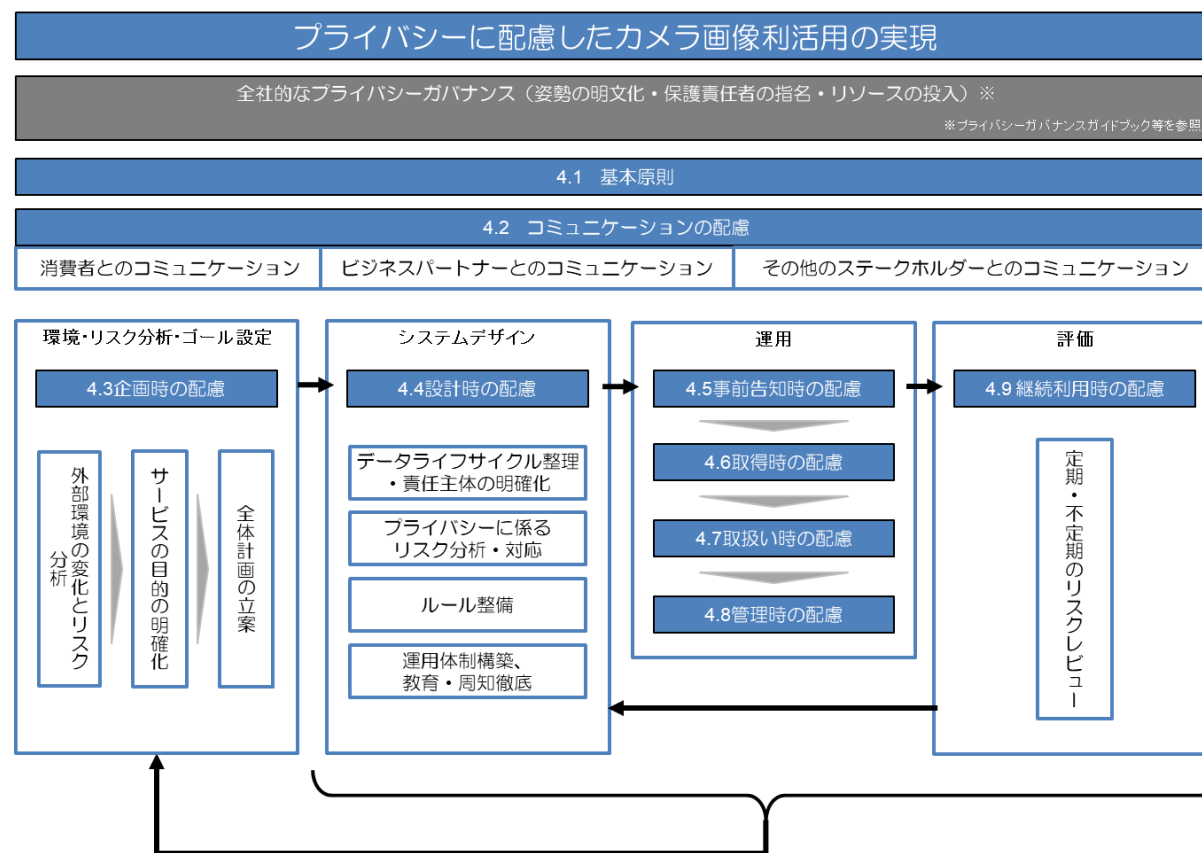 プライバシーに配慮したカメラ画像利活用の実現
全社的なプライバシーガバナンス（姿勢の明文化・保護責任者の指名・リソースの投入）※
※プライバシーガバナンスガイドブック等を参照
4.1　基本原則
4.2　コミュニケーションの配慮
消費者とのコミュニケーション
ビジネスパートナーとのコミュニケーション
その他のステークホルダーとのコミュニケーション
環境・リスク分析・ゴール設定
4.3企画時の配慮
外部環境の変化とリスク
分析
サービスの目的の明確化
全体計画の立案
システムデザイン
4.4設計時の配慮
データライフサイクル整理
・責任主体の明確化
プライバシーに係る
リスク分析・対応
ルール整備
運用体制構築、
教育・周知徹底
運用
4.5事前告知時の配慮
4.6取得時の配慮
4.7取扱い時の配慮
4.8管理時の配慮
評価
4.9 継続利用時の配慮
定期・不定期のリスクレビュー